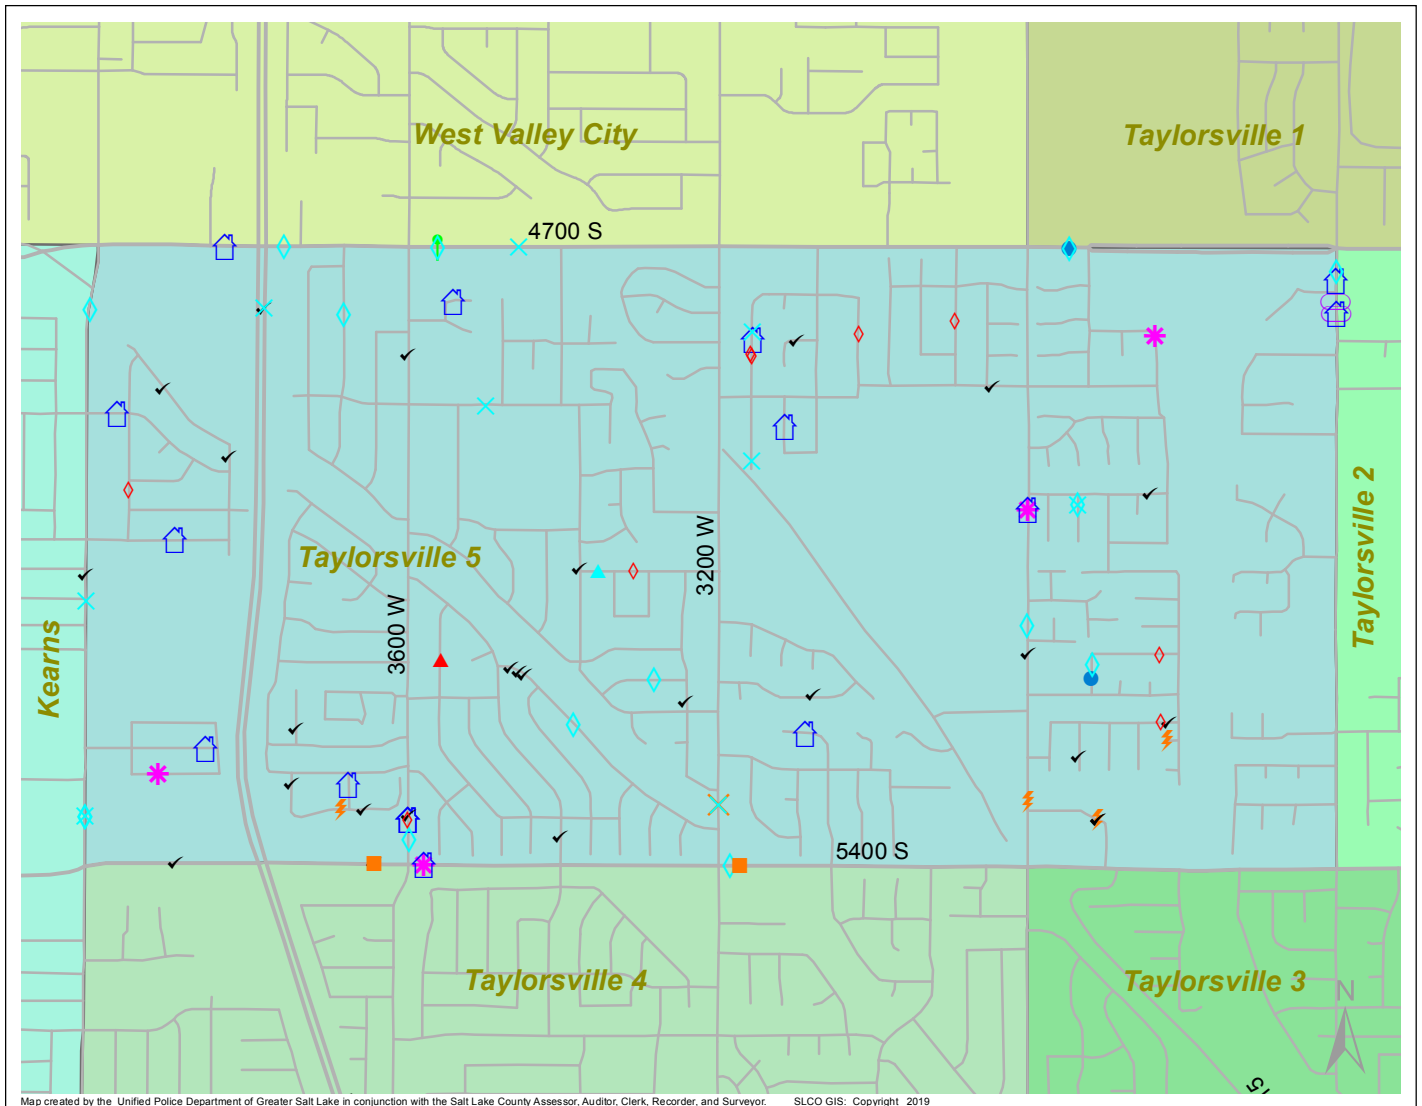 West Valley City
Taylorsville 1
4700 S
Taylorsville 2
Taylorsville 5
3200 W
3600 W
Kearns
5400 S
Taylorsville 4
Taylorsville 3
N
15
Map created by the Unified Police Department of Greater Salt Lake in conjunction with the Salt Lake County Assessor, Auditor, Clerk, Recorder, and Surveyor. SLCO GIS: Copyright 2019